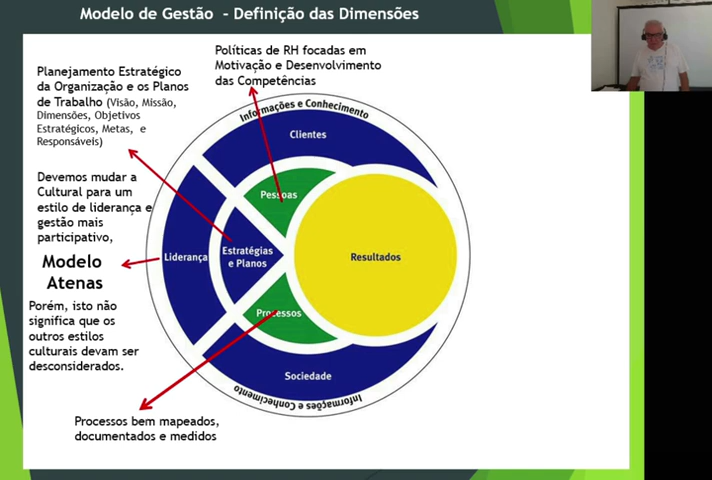 Modelo de Gestão - Definição das Dimensões
Políticas de RH focadas em
Motivação e Desenvolvimento
das Competências
Planejamento Estratégico
da Organização e os Planos
de Trabalho (Visão, Missão,
Dimensões, Objetivos
Estratégicos, Metas, e
Responsáveis)
Informações e Conhecimento
Clientes
Devemos mudar a
Cultural para um
estilo de liderança e
gestão mais
participativo,
Pessoas
Liderança
Estratégias
e Planos
Resultados
Modelo
Atenas
Porém, isto não
significa que os
outros estilos
culturais devam ser
desconsiderados.
Processos
Sociedade
Informações e Conhecimento
Processos bem mapeados,
documentados e medidos